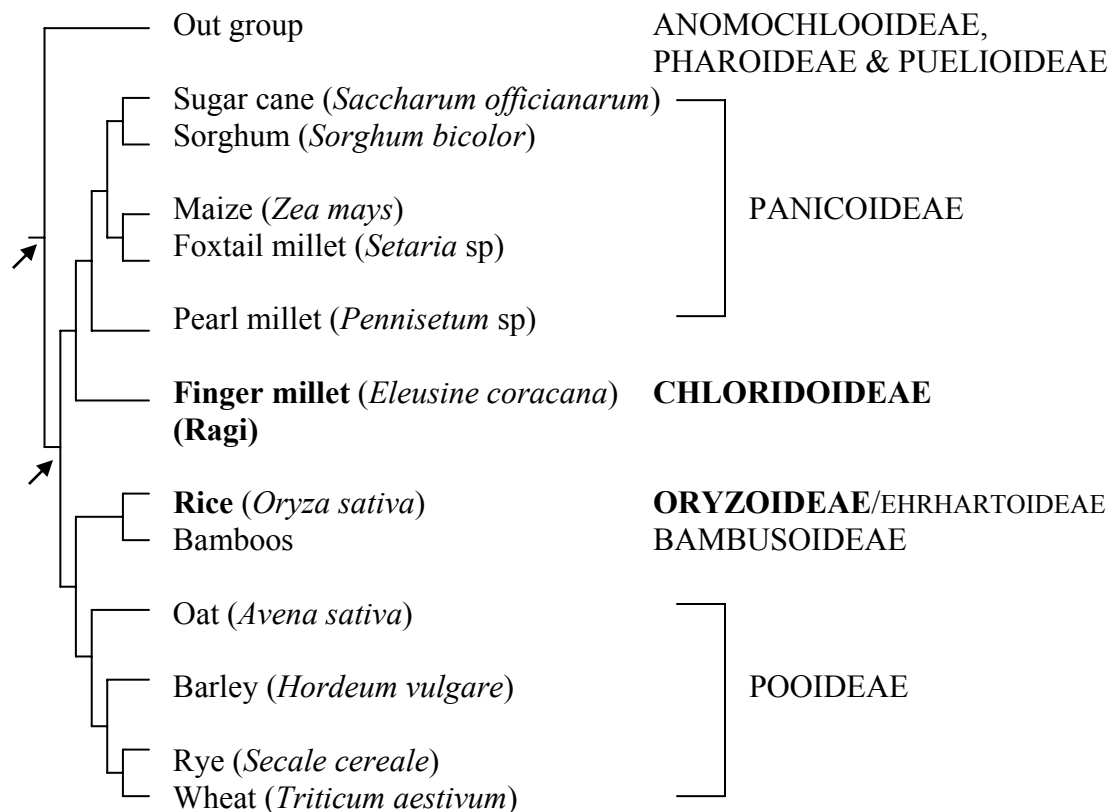 Out group ANOMOCHLOOIDEAE,
PHAROIDEAE & PUELIOIDEAE
Sugar cane (Saccharum officianarum)
Sorghum (Sorghum bicolor)
Maize (Zea mays) PANICOIDEAE
Foxtail millet (Setaria sp)
Pearl millet (Pennisetum sp)
Finger millet (Eleusine coracana) CHLORIDOIDEAE
(Ragi)
Rice (Oryza sativa) ORYZOIDEAE/EHRHARTOIDEAE
Bamboos BAMBUSOIDEAE
Oat (Avena sativa)
Barley (Hordeum vulgare) POOIDEAE
Rye (Secale cereale)
Wheat (Triticum aestivum)